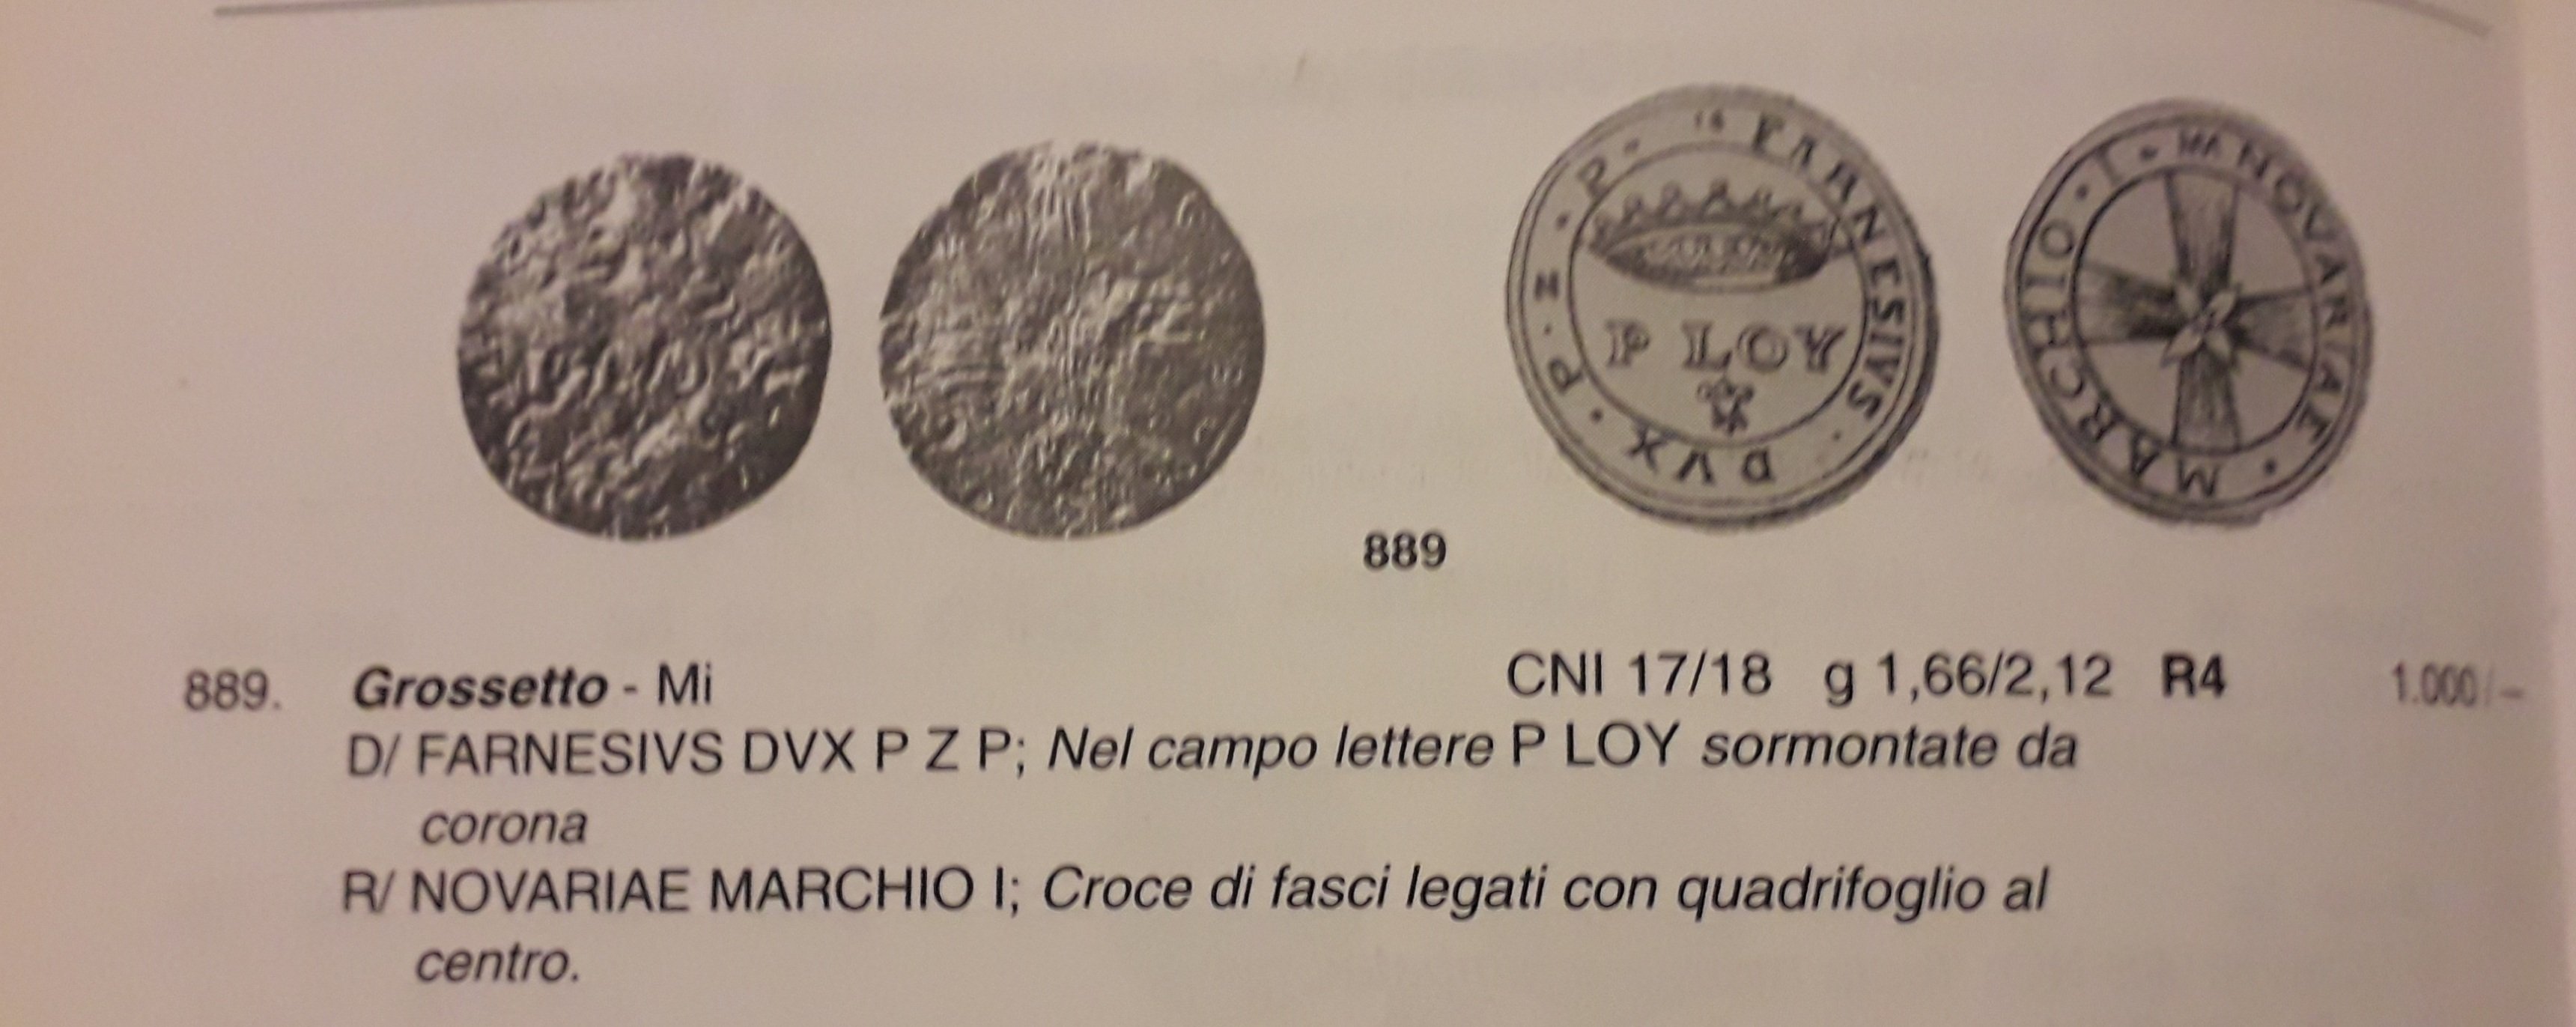 16 FARNESIVS · DVX · P · Z · P ·
P LOY
MA NOVARIAE · MARCHIO · I ·
889
889. Grossetto - Mi CNI 17/18 g 1,66/2,12 R4 1.000/–
D/ FARNESIVS DVX P Z P; Nel campo lettere P LOY sormontate da
corona
R/ NOVARIAE MARCHIO I; Croce di fasci legati con quadrifoglio al
centro.